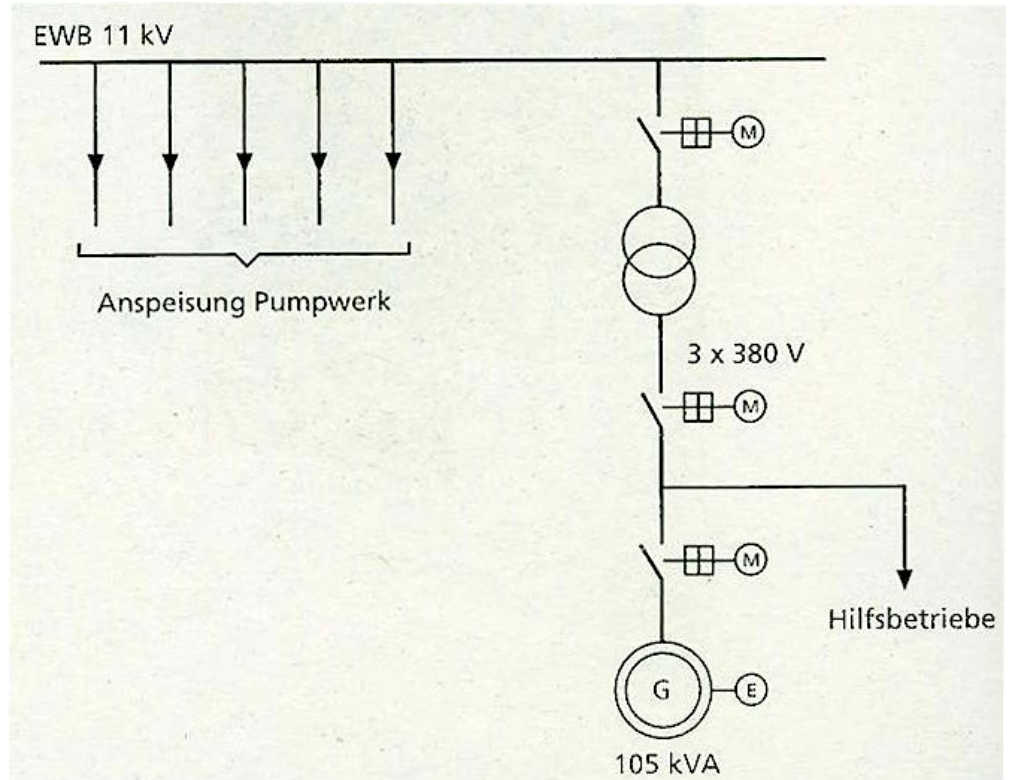 EWB 11 kV
M
Anspeisung Pumpwerk
3 x 380 V
M
M
Hilfsbetriebe
G
E
105 kVA